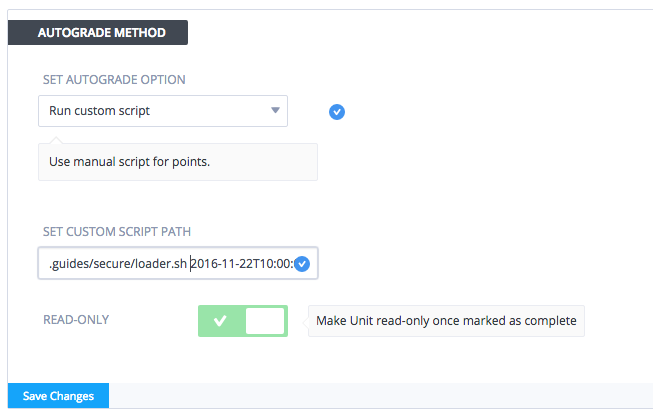 AUTOGRADE METHOD
SET AUTOGRADE OPTION
Run custom script
Use manual script for points.
SET CUSTOM SCRIPT PATH
.guides/secure/loader.sh 2016-11-22T10:00:
READ-ONLY
Make Unit read-only once marked as complete
Save Changes